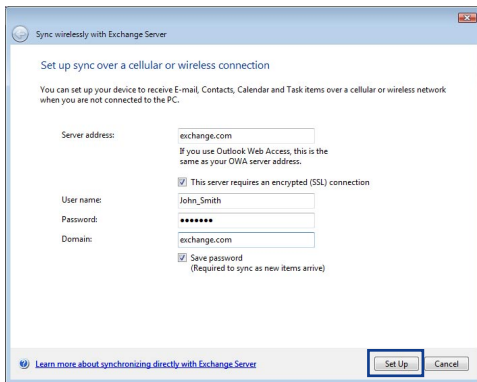 Sync wirelessly with Exchange Server
Set up sync over a cellular or wireless connection
You can set up your device to receive E-mail, Contacts, Calendar and Task items over a cellular or wireless network
when you are not connected to the PC.
Server address: exchange.com
If you use Outlook Web Access, this is the
same as your OWA server address.
This server requires an encrypted (SSL) connection
User name: John_Smith
Password: •••••••
Domain: exchange.com
Save password
(Required to sync as new items arrive)
Learn more about synchronizing directly with Exchange Server Set Up Cancel